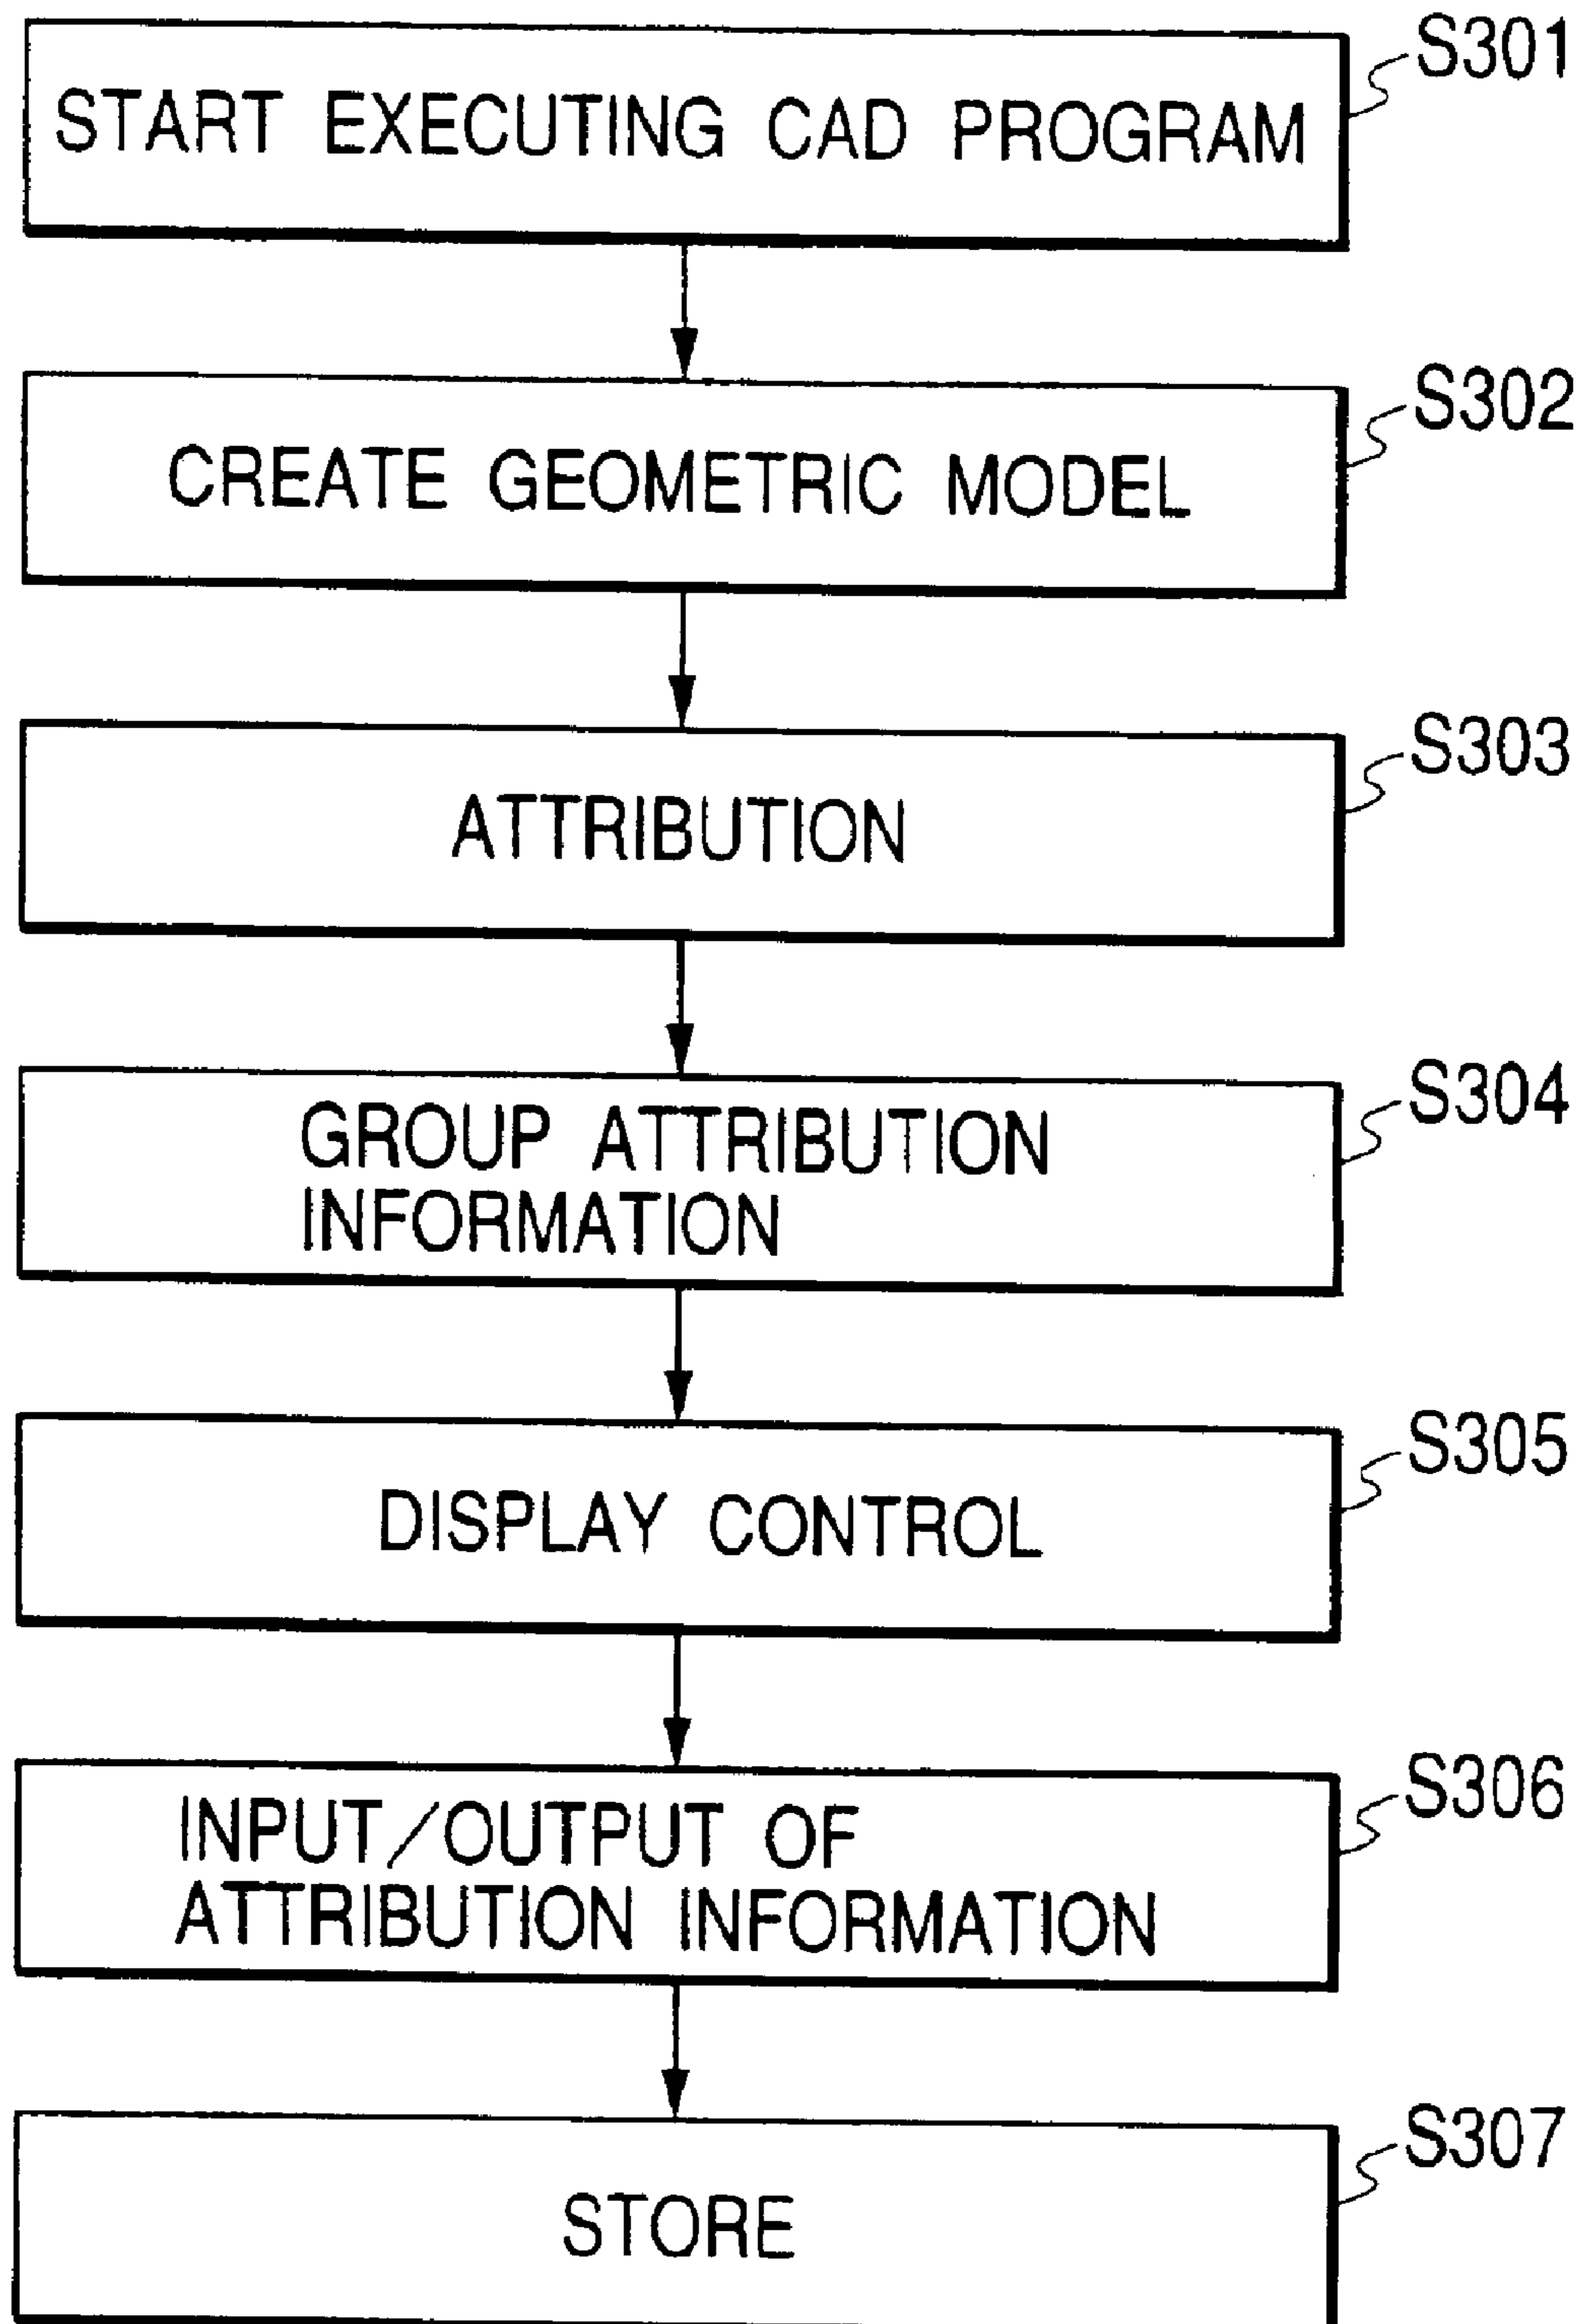 START EXECUTING CAD PROGRAM
S301
CREATE GEOMETRIC MODEL
S302
ATTRIBUTION
S303
GROUP ATTRIBUTION
INFORMATION
S304
DISPLAY CONTROL
S305
INPUT/OUTPUT OF
ATTRIBUTION INFORMATION
S306
STORE
S307